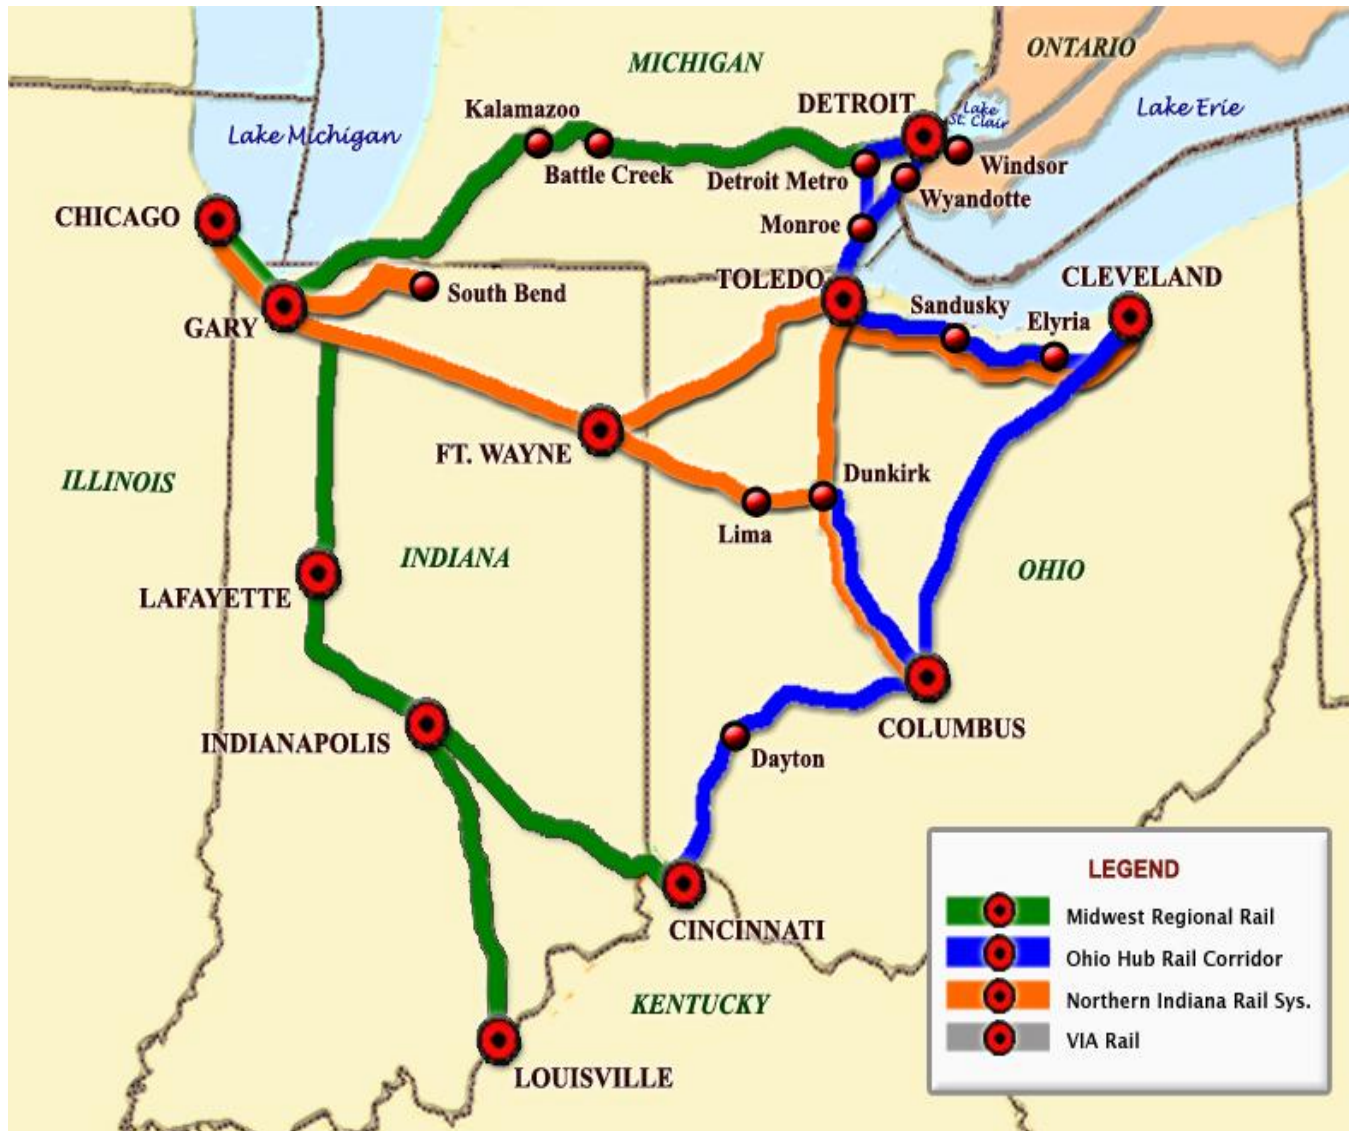 MICHIGAN
ONTARIO
Lake Erie
Lake
St. Clair
DETROIT
Kalamazoo
Lake Michigan
Battle Creek
Detroit Metro
Windsor
Wyandotte
CHICAGO
Monroe
TOLEDO
CLEVELAND
South Bend
Sandusky
Elyria
GARY
FT. WAYNE
Dunkirk
ILLINOIS
Lima
INDIANA
OHIO
LAFAYETTE
COLUMBUS
INDIANAPOLIS
Dayton
CINCINNATI
KENTUCKY
LOUISVILLE
LEGEND
Midwest Regional Rail
Ohio Hub Rail Corridor
Northern Indiana Rail Sys.
VIA Rail